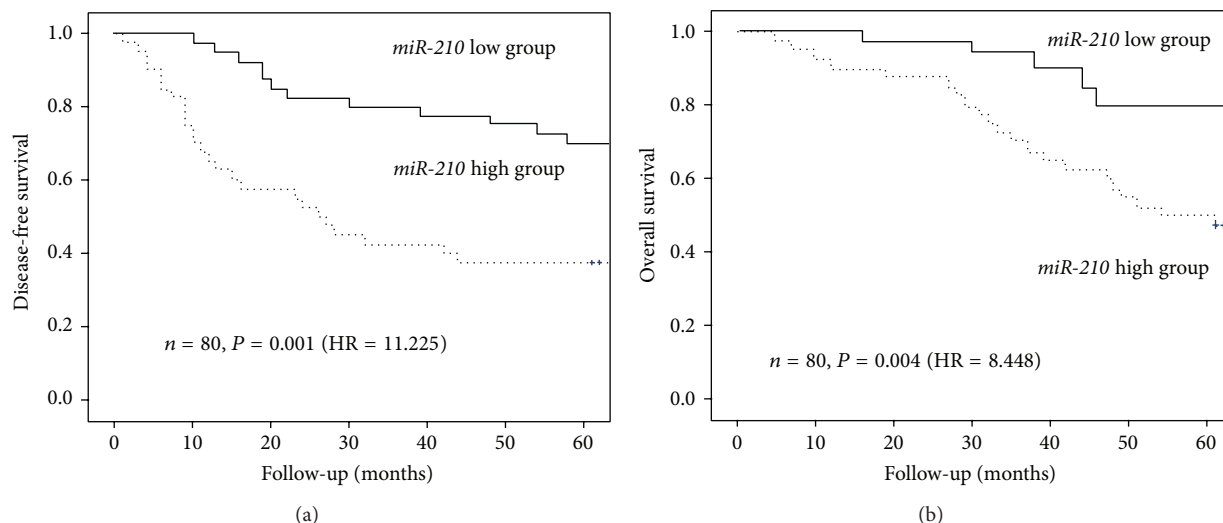 1.0
0.8
0.6
0.4
0.2
0.0
Disease-free survival
miR-210 low group
miR-210 high group
n = 80, P = 0.001 (HR = 11.225)
0 10 20 30 40 50 60
Follow-up (months)
(a)
1.0
0.8
0.6
0.4
0.2
0.0
Overall survival
miR-210 low group
miR-210 high group
n = 80, P = 0.004 (HR = 8.448)
0 10 20 30 40 50 60
Follow-up (months)
(b)